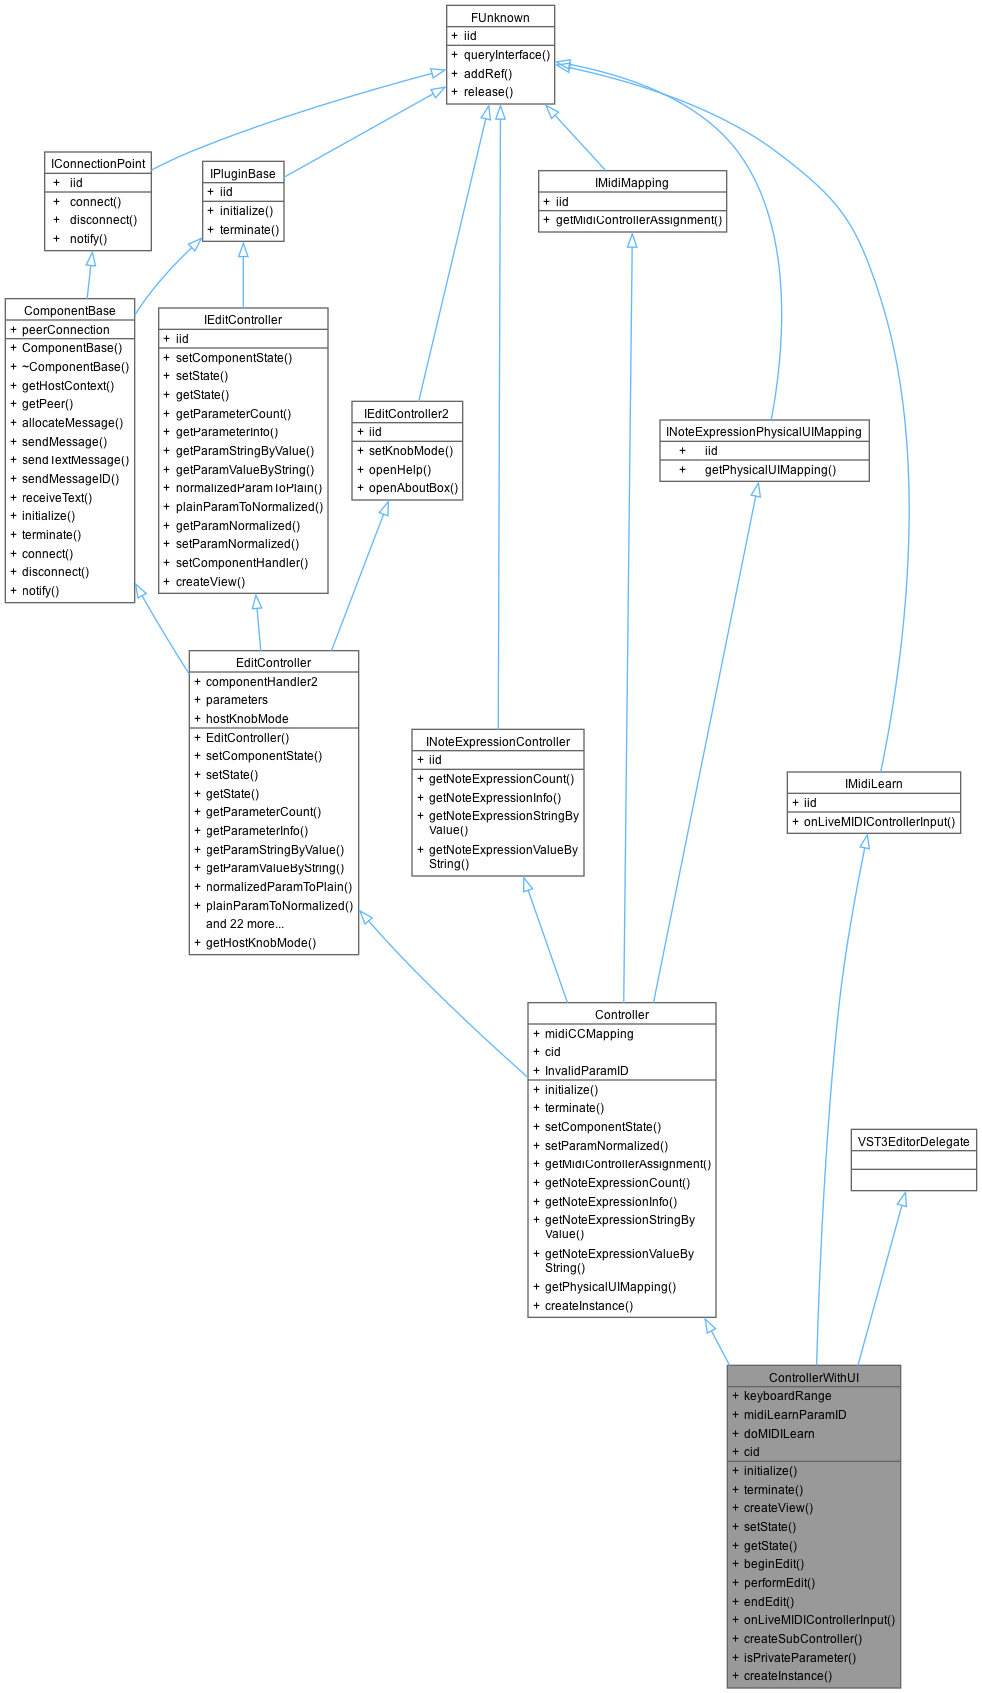 FUnknown
+ iid
+ queryInterface()
+ addRef()
+ release()
IConnectionPoint
+ iid
+ connect()
+ disconnect()
+ notify()
IPluginBase
+ iid
+ initialize()
+ terminate()
IMidiMapping
+ iid
+ getMidiControllerAssignment()
ComponentBase
+ peerConnection
+ ComponentBase()
+ ~ComponentBase()
+ getHostContext()
+ getPeer()
+ allocateMessage()
+ sendMessage()
+ sendTextMessage()
+ sendMessageID()
+ receiveText()
+ initialize()
+ terminate()
+ connect()
+ disconnect()
+ notify()
IEditController
+ iid
+ setComponentState()
+ setState()
+ getState()
+ getParameterCount()
+ getParameterInfo()
+ getParamStringByValue()
+ getParamValueByString()
+ normalizedParamToPlain()
+ plainParamToNormalized()
+ getParamNormalized()
+ setParamNormalized()
+ setComponentHandler()
+ createView()
IEditController2
+ iid
+ setKnobMode()
+ openHelp()
+ openAboutBox()
INoteExpressionPhysicalUIMapping
+ iid
+ getPhysicalUIMapping()
EditController
+ componentHandler2
+ parameters
+ hostKnobMode
+ EditController()
+ setComponentState()
+ setState()
+ getState()
+ getParameterCount()
+ getParameterInfo()
+ getParamStringByValue()
+ getParamValueByString()
+ normalizedParamToPlain()
+ plainParamToNormalized()
and 22 more...
+ getHostKnobMode()
INoteExpressionController
+ iid
+ getNoteExpressionCount()
+ getNoteExpressionInfo()
+ getNoteExpressionStringBy
Value()
+ getNoteExpressionValueBy
String()
IMidiLearn
+ iid
+ onLiveMIDIControllerInput()
Controller
+ midiCCMapping
+ cid
+ InvalidParamID
+ initialize()
+ terminate()
+ setComponentState()
+ setParamNormalized()
+ getMidiControllerAssignment()
+ getNoteExpressionCount()
+ getNoteExpressionInfo()
+ getNoteExpressionStringBy
Value()
+ getNoteExpressionValueBy
String()
+ getPhysicalUIMapping()
+ createInstance()
VST3EditorDelegate
ControllerWithUI
+ keyboardRange
+ midiLearnParamID
+ doMIDILearn
+ cid
+ initialize()
+ terminate()
+ createView()
+ setState()
+ getState()
+ beginEdit()
+ performEdit()
+ endEdit()
+ onLiveMIDIControllerInput()
+ createSubController()
+ isPrivateParameter()
+ createInstance()